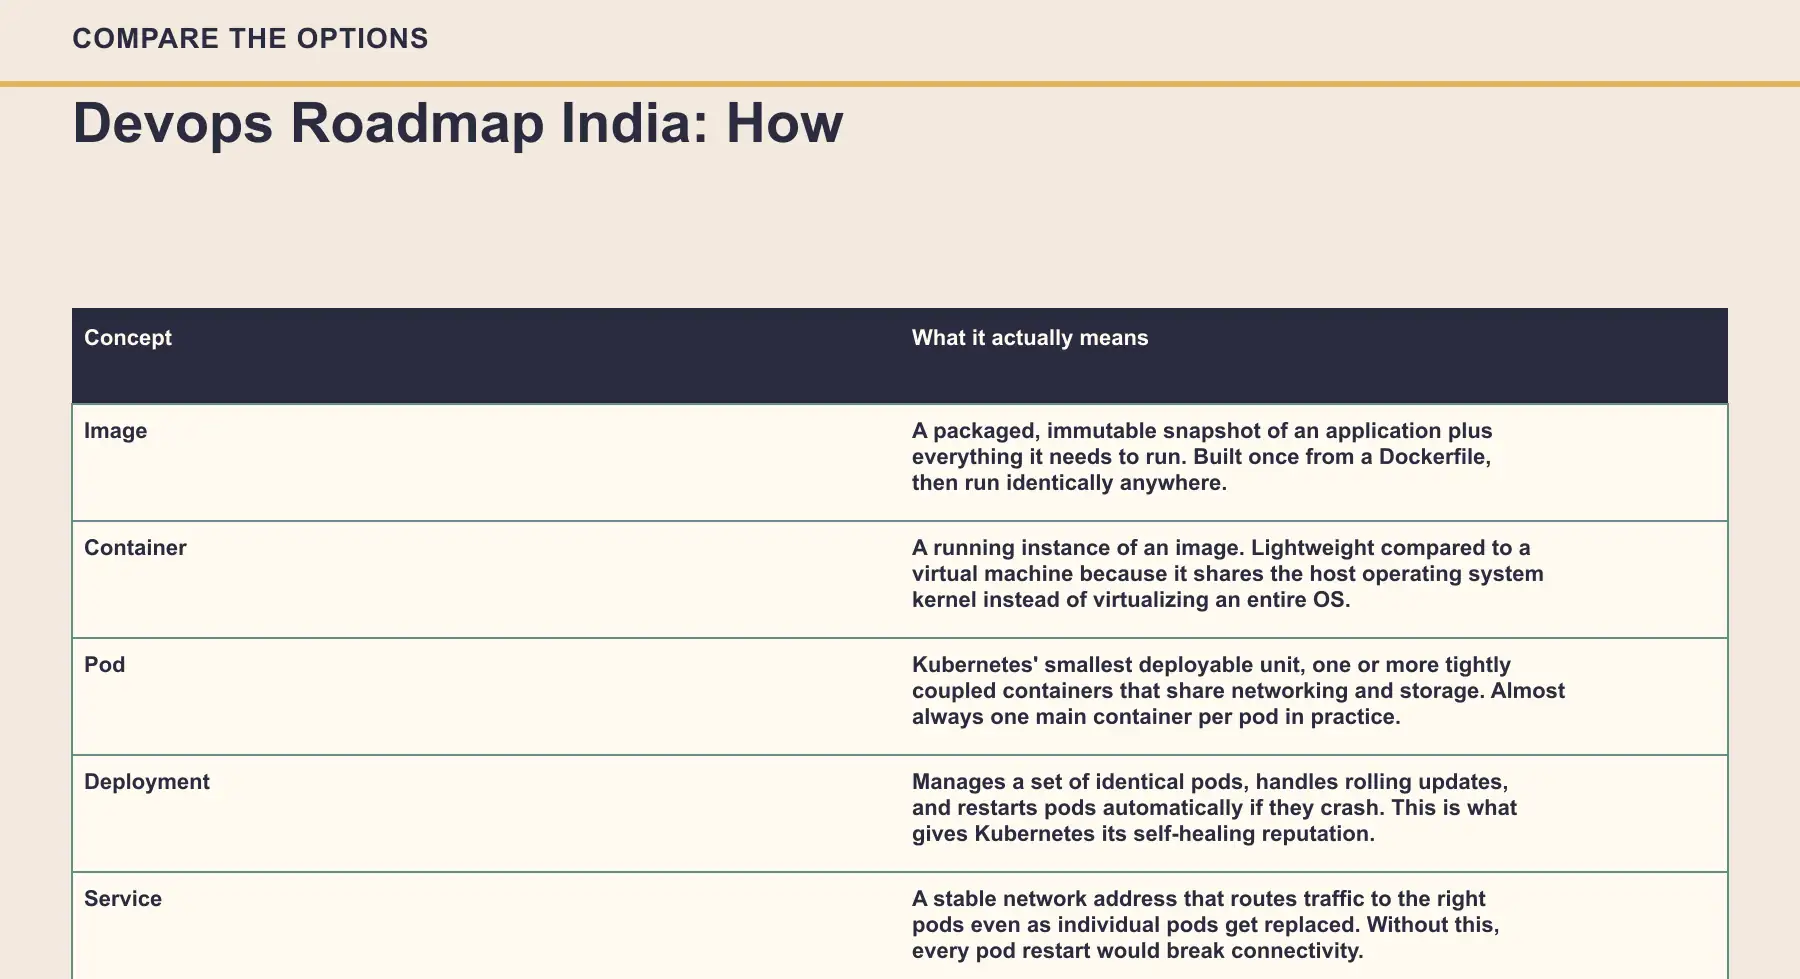 COMPARE THE OPTIONS
Devops Roadmap India: How
Concept
What it actually means
Image
A packaged, immutable snapshot of an application plus
everything it needs to run. Built once from a Dockerfile,
then run identically anywhere.
Container
A running instance of an image. Lightweight compared to a
virtual machine because it shares the host operating system
kernel instead of virtualizing an entire OS.
Pod
Kubernetes' smallest deployable unit, one or more tightly
coupled containers that share networking and storage. Almost
always one main container per pod in practice.
Deployment
Manages a set of identical pods, handles rolling updates,
and restarts pods automatically if they crash. This is what
gives Kubernetes its self-healing reputation.
Service
A stable network address that routes traffic to the right
pods even as individual pods get replaced. Without this,
every pod restart would break connectivity.